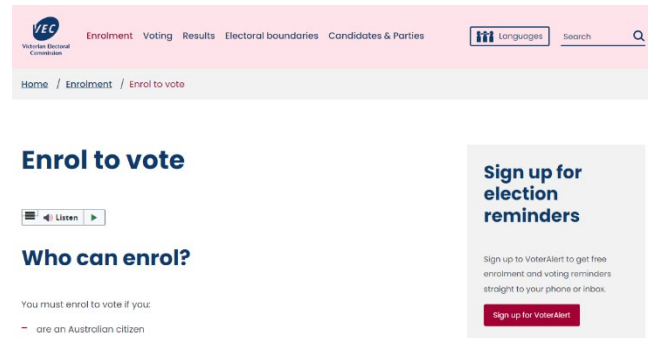 VEC
Victorian Electoral
Commission
Enrolment Voting Results Electoral boundaries Candidates & Parties
Languages
Search
Home / Enrolment / Enrol to vote
Enrol to vote
Listen
Who can enrol?
You must enrol to vote if you:
– are an Australian citizen
Sign up for
election
reminders
Sign up to VoterAlert to get free
enrolment and voting reminders
straight to your phone or inbox.
Sign up for VoterAlert